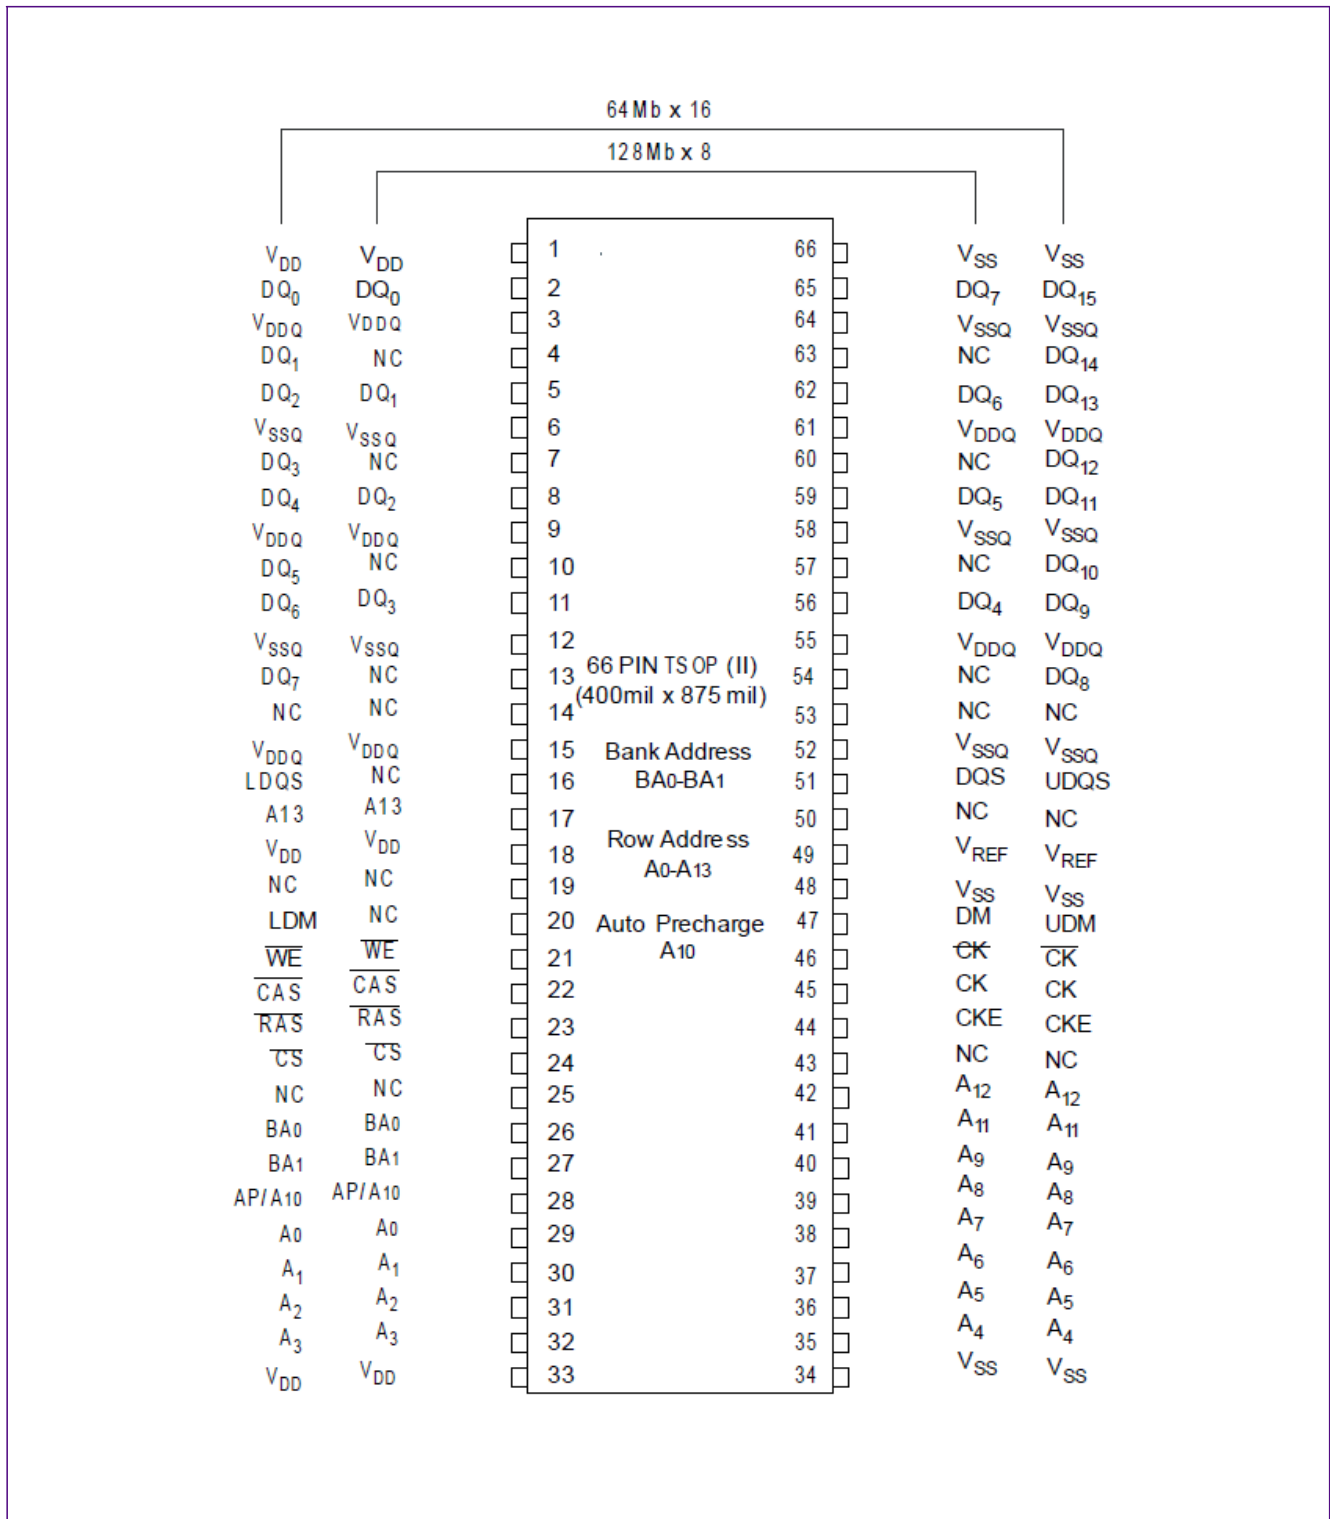 64Mb x 16
128Mb x 8
VDD VDD 1 66 VSS VSS
DQ0 DQ0 2 65 DQ7 DQ15
VDDQ VDDQ 3 64 VSSQ VSSQ
DQ1 NC 4 63 NC DQ14
DQ2 DQ1 5 62 DQ6 DQ13
VSSQ VSSQ 6 61 VDDQ VDDQ
DQ3 NC 7 60 NC DQ12
DQ4 DQ2 8 59 DQ5 DQ11
VDDQ VDDQ 9 58 VSSQ VSSQ
DQ5 NC 10 57 NC DQ10
DQ6 DQ3 11 56 DQ4 DQ9
VSSQ VSSQ 12 55 VDDQ VDDQ
66 PIN TSOP (II)
DQ7 NC 13 54 NC DQ8
(400mil x 875 mil)
NC NC 14 53 NC NC
VDDQ VDDQ 15 Bank Address 52 VSSQ VSSQ
LDQS NC 16 BA0-BA1 51 DQS UDQS
A13 A13 17 50 NC NC
Row Address
VDD VDD 18 49 VREF VREF
A0-A13
NC NC 19 48 VSS VSS
LDM NC 20 Auto Precharge 47 DM UDM
WE WE 21 A10 46 CK CK
CAS CAS 22 45 CK CK
RAS RAS 23 44 CKE CKE
CS CS 24 43 NC NC
NC NC 25 42 A12 A12
BA0 BA0 26 41 A11 A11
BA1 BA1 27 40 A9 A9
AP/A10 AP/A10 28 39 A8 A8
A0 A0 29 38 A7 A7
A1 A1 30 37 A6 A6
A2 A2 31 36 A5 A5
A3 A3 32 35 A4 A4
VDD VDD 33 34 VSS VSS